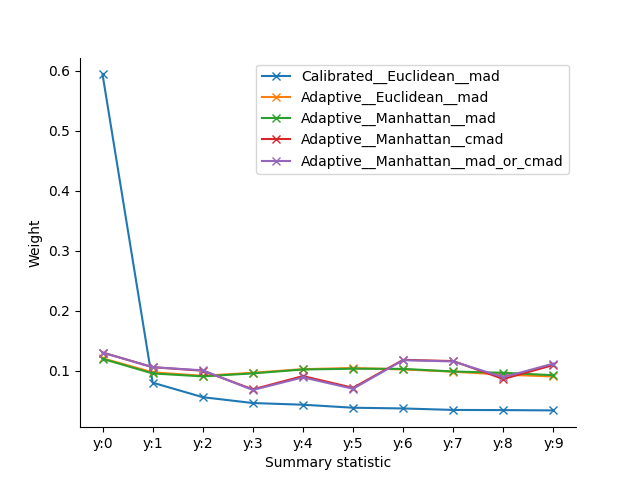 0.6
0.5
0.4
0.3
0.2
0.1
Weight
Calibrated__Euclidean__mad
Adaptive__Euclidean__mad
Adaptive__Manhattan__mad
Adaptive__Manhattan__cmad
Adaptive__Manhattan__mad_or_cmad
y:0 y:1 y:2 y:3 y:4 y:5 y:6 y:7 y:8 y:9
Summary statistic